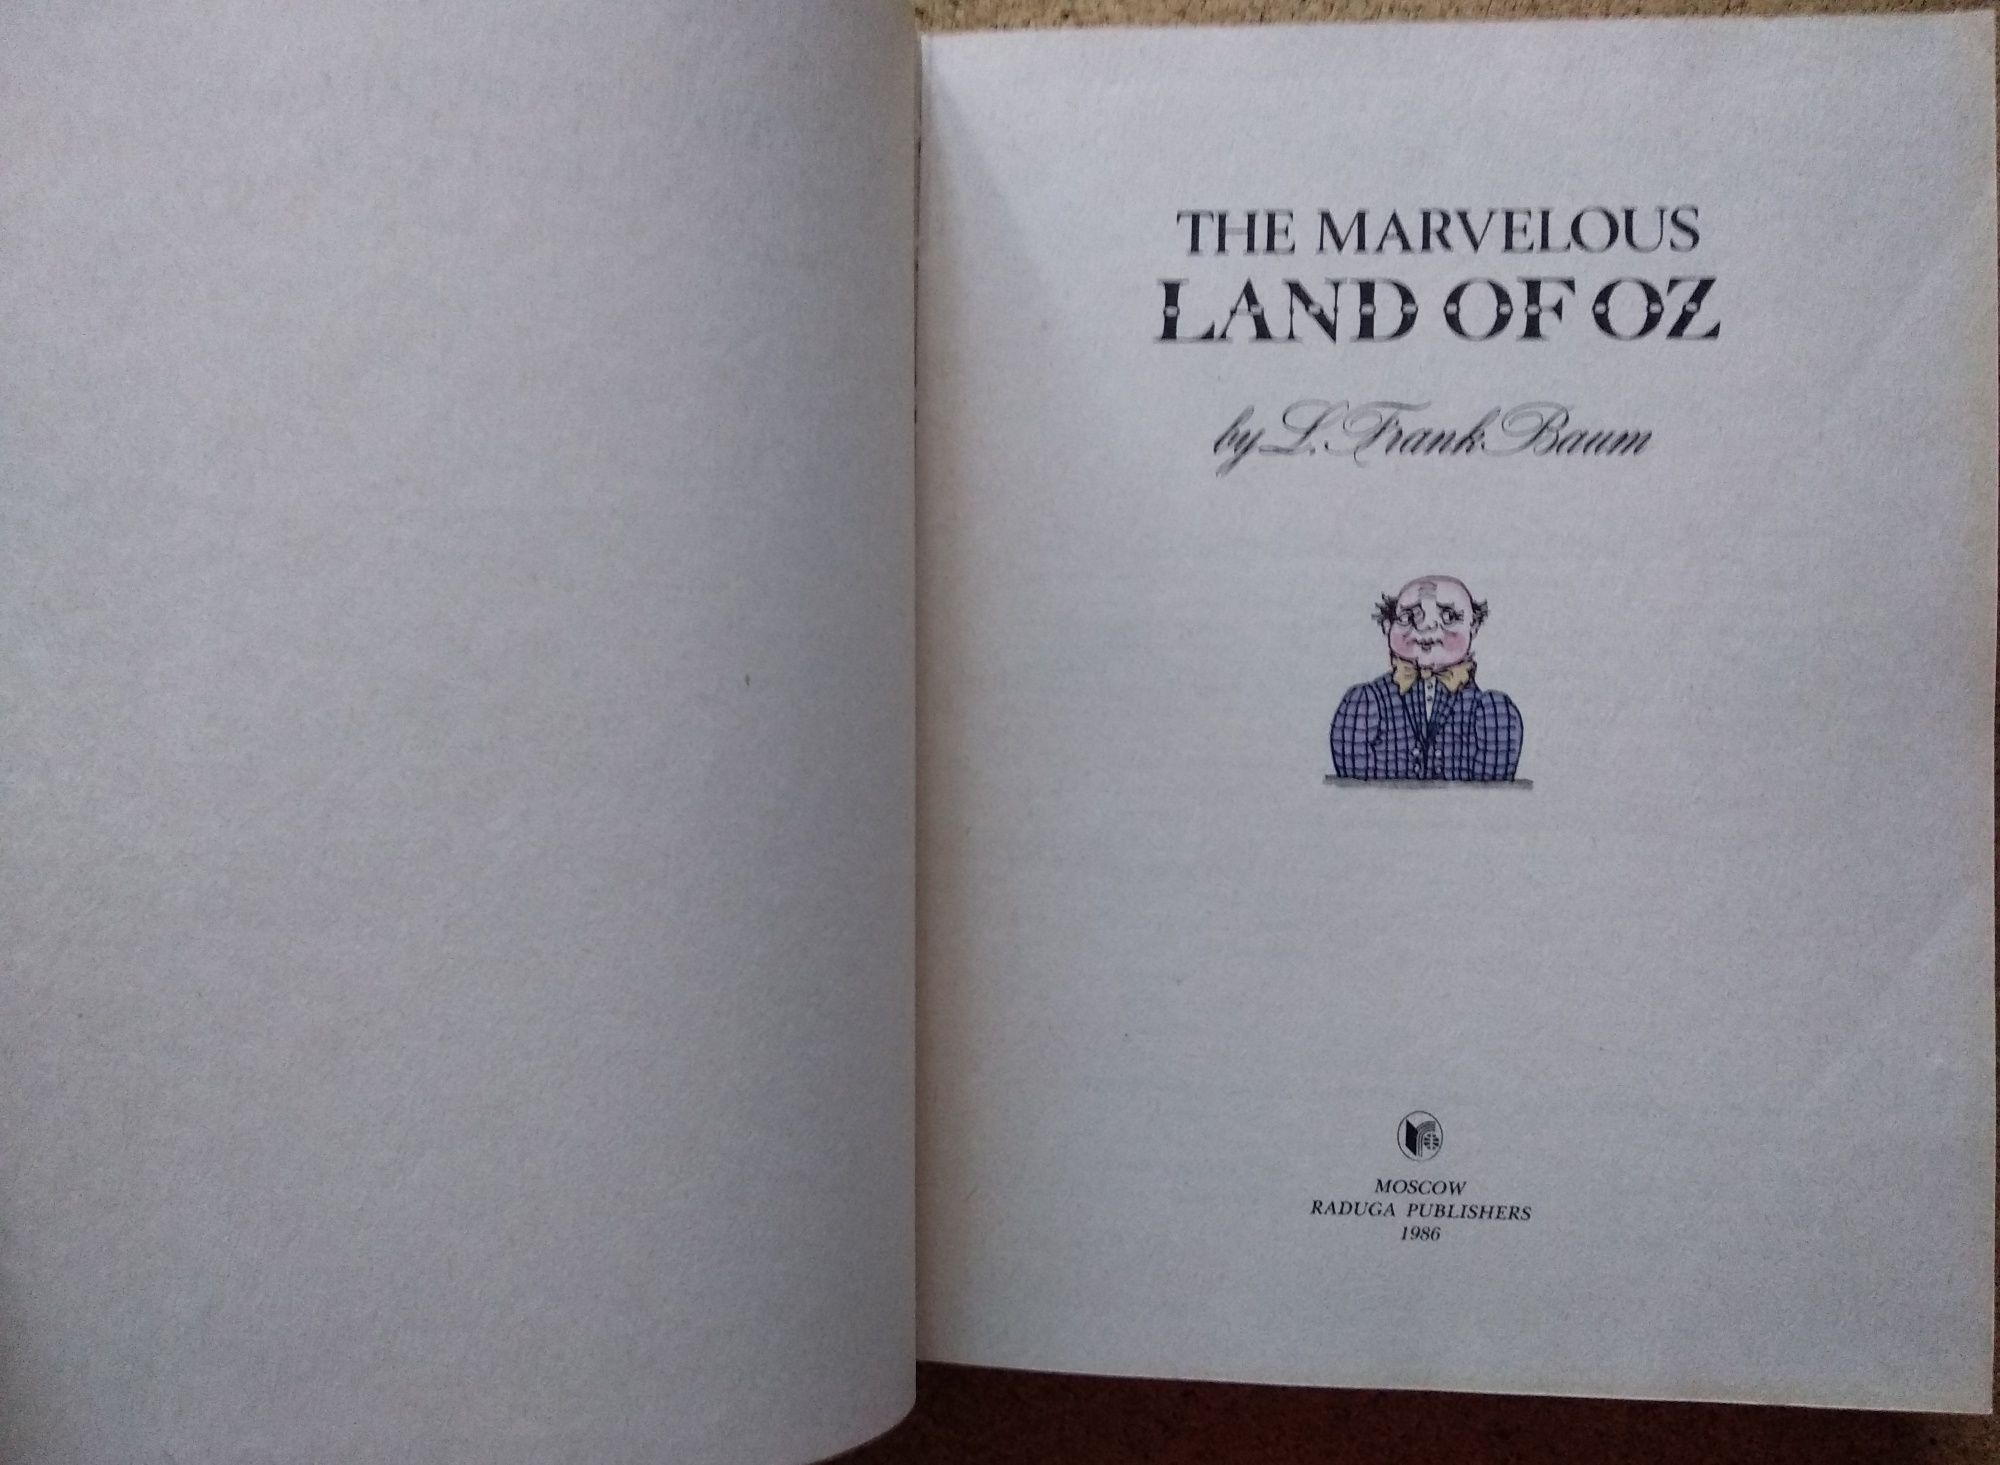 THE MARVELOUS
LAND OF OZ
by L. Frank Baum
MOSCOW
RADUGA PUBLISHERS
1986